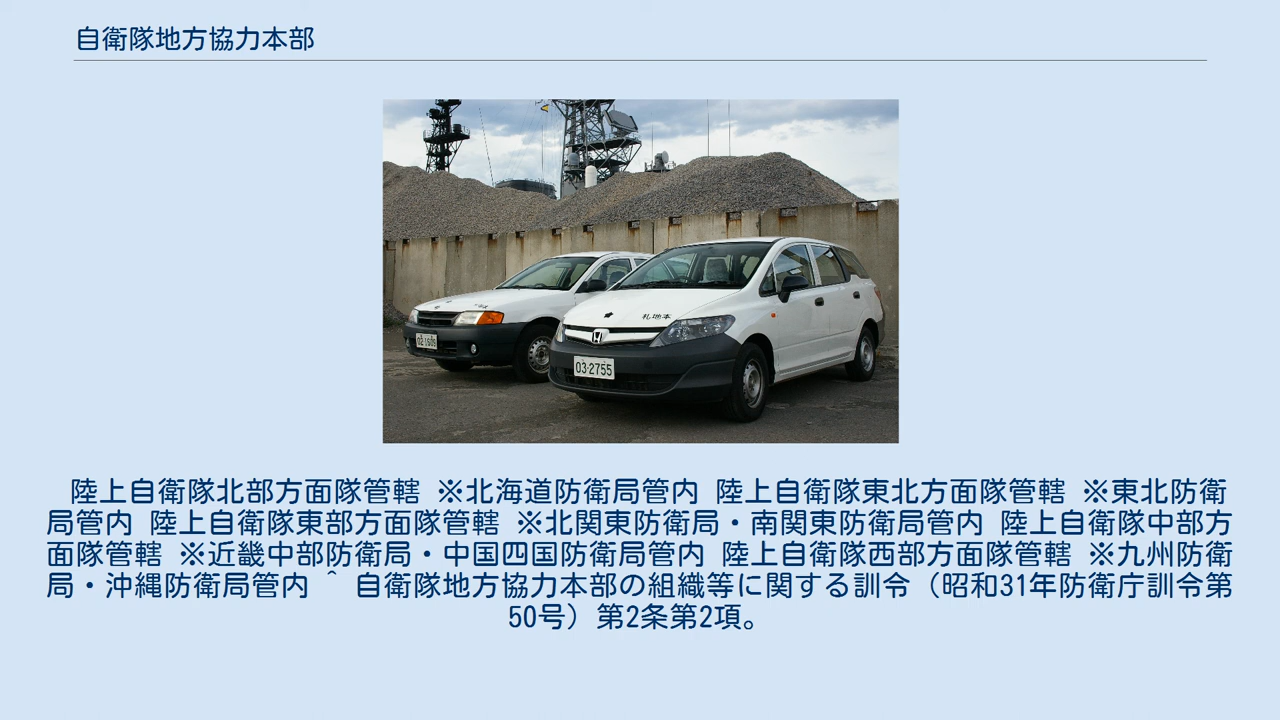 自衛隊地方協力本部
札地本
03-2755
陸上自衛隊北部方面隊管轄 ※北海道防衛局管内 陸上自衛隊東北方面隊管轄 ※東北防衛
局管内 陸上自衛隊東部方面隊管轄 ※北関東防衛局・南関東防衛局管内 陸上自衛隊中部方
面隊管轄 ※近畿中部防衛局・中国四国防衛局管内 陸上自衛隊西部方面隊管轄 ※九州防衛
局・沖縄防衛局管内 ^ 自衛隊地方協力本部の組織等に関する訓令（昭和31年防衛庁訓令第
50号）第2条第2項。